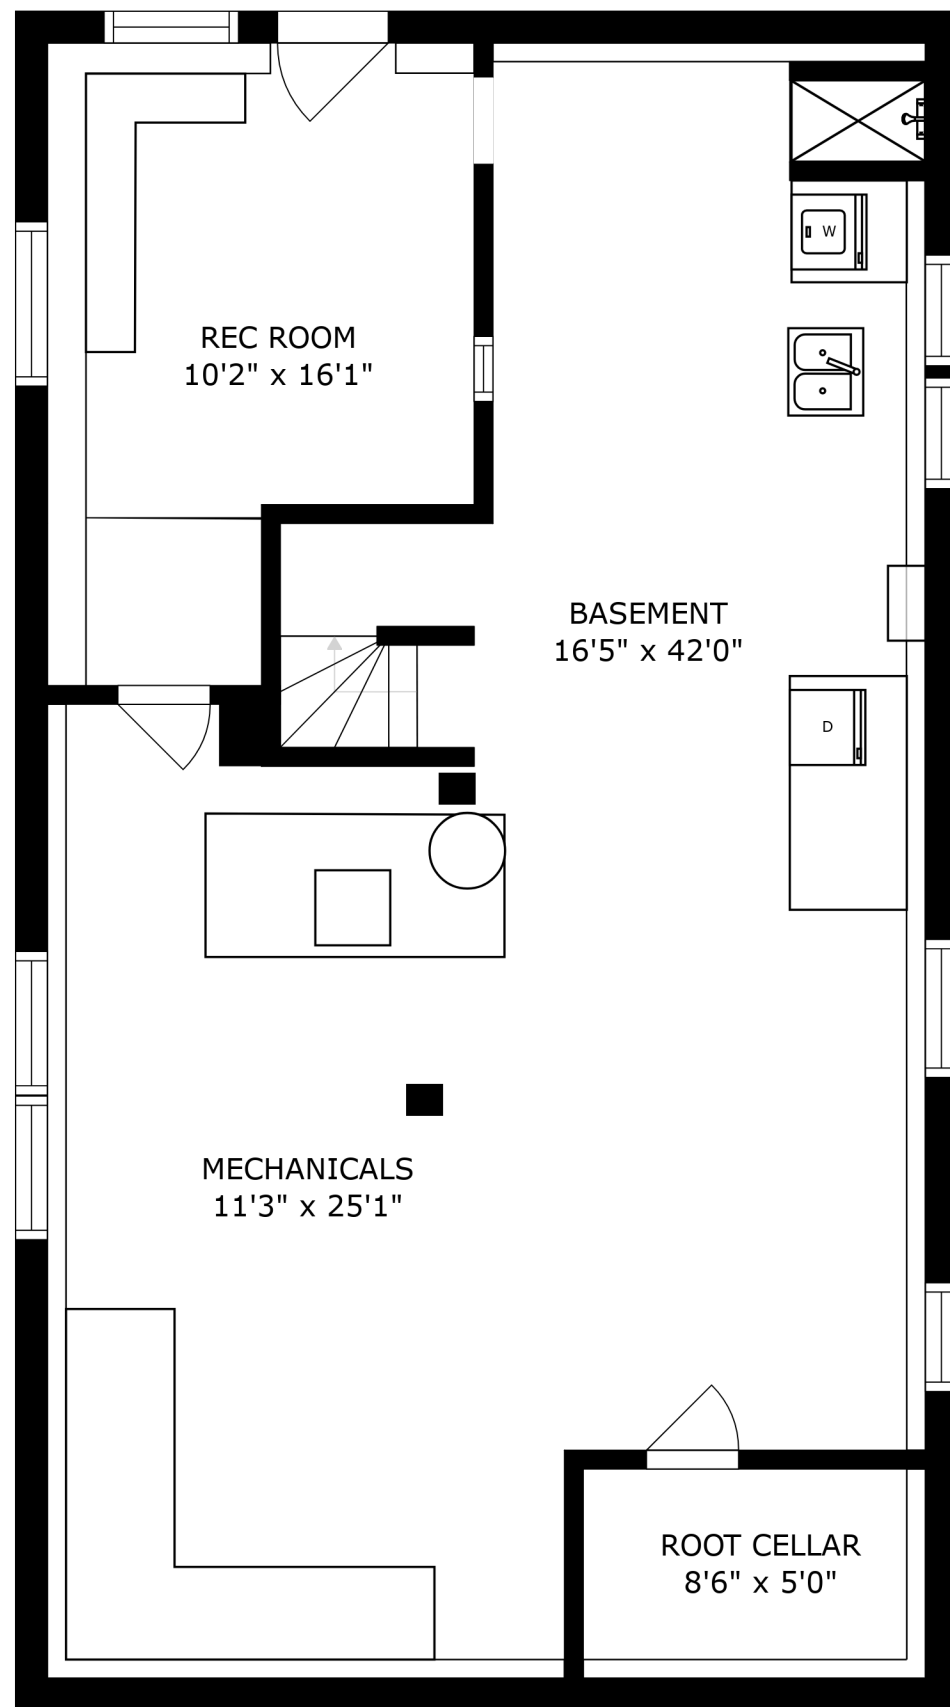 W
REC ROOM
10'2" x 16'1"
BASEMENT
16'5" x 42'0"
D
MECHANICALS
11'3" x 25'1"
ROOT CELLAR
8'6" x 5'0"